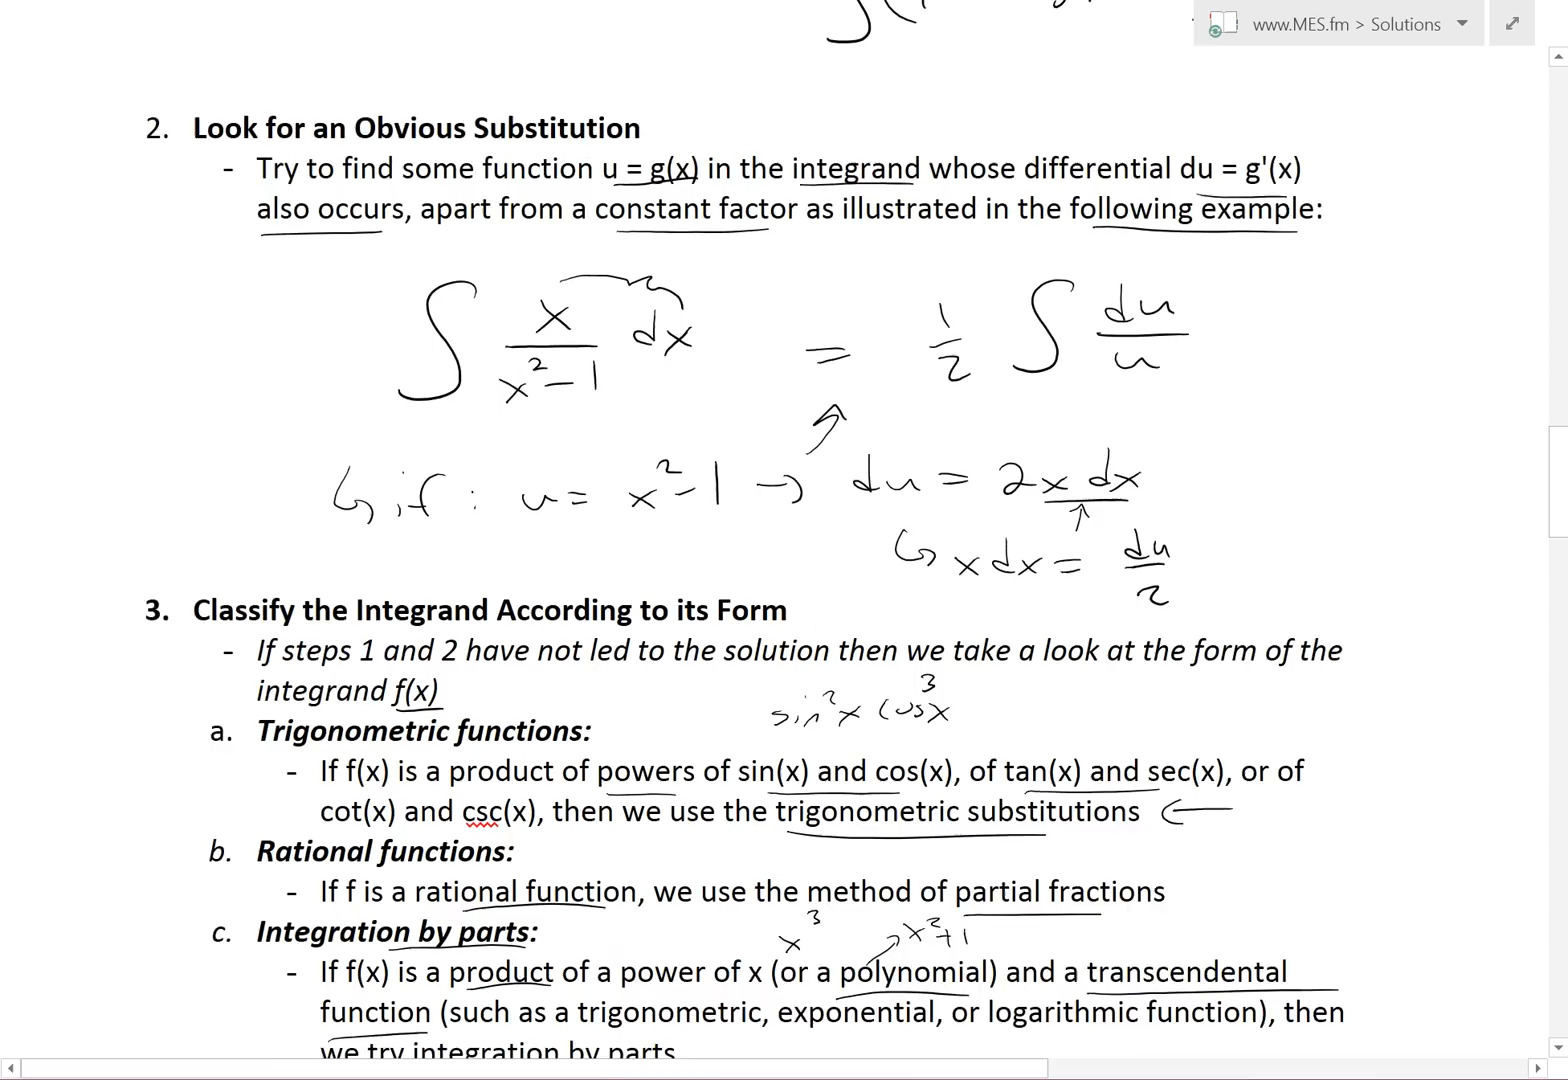 www.MES.fm > Solutions
2. Look for an Obvious Substitution
- Try to find some function u = g(x) in the integrand whose differential du = g'(x)
also occurs, apart from a constant factor as illustrated in the following example:
∫ x/(x² - 1) dx = 1/2 ∫ du/u
↳ if : u = x² - 1 → du = 2x dx
↳ x dx = du/2
3. Classify the Integrand According to its Form
- If steps 1 and 2 have not led to the solution then we take a look at the form of the
integrand f(x)
sin²x cos³x
a. Trigonometric functions:
- If f(x) is a product of powers of sin(x) and cos(x), of tan(x) and sec(x), or of
cot(x) and csc(x), then we use the trigonometric substitutions ←
b. Rational functions:
- If f is a rational function, we use the method of partial fractions
c. Integration by parts:
x³ x²+1
- If f(x) is a product of a power of x (or a polynomial) and a transcendental
function (such as a trigonometric, exponential, or logarithmic function), then
we try integration by parts